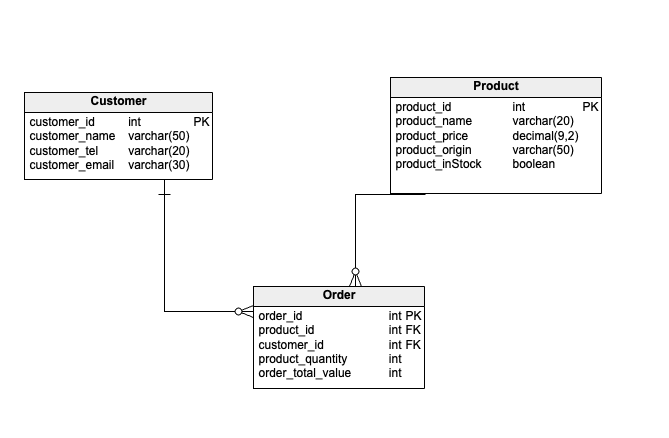 Customer
customer_id int PK
customer_name varchar(50)
customer_tel varchar(20)
customer_email varchar(30)
Product
product_id int PK
product_name varchar(20)
product_price decimal(9,2)
product_origin varchar(50)
product_inStock boolean
Order
order_id int PK
product_id int FK
customer_id int FK
product_quantity int
order_total_value int